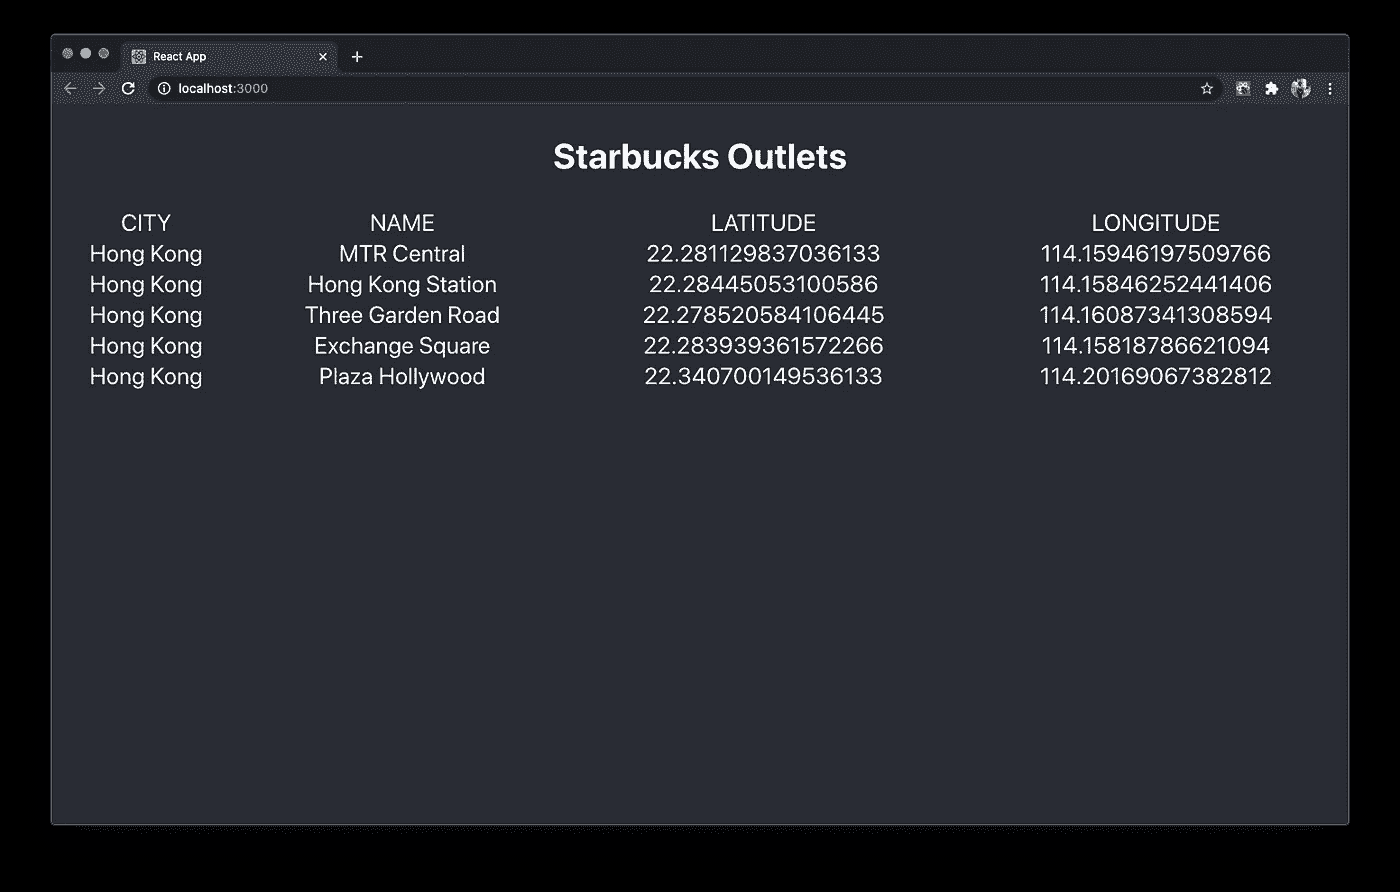 React App
localhost:3000
Starbucks Outlets
CITY NAME LATITUDE LONGITUDE
Hong Kong MTR Central 22.281129837036133 114.15946197509766
Hong Kong Hong Kong Station 22.28445053100586 114.15846252441406
Hong Kong Three Garden Road 22.278520584106445 114.16087341308594
Hong Kong Exchange Square 22.283939361572266 114.15818786621094
Hong Kong Plaza Hollywood 22.340700149536133 114.20169067382812